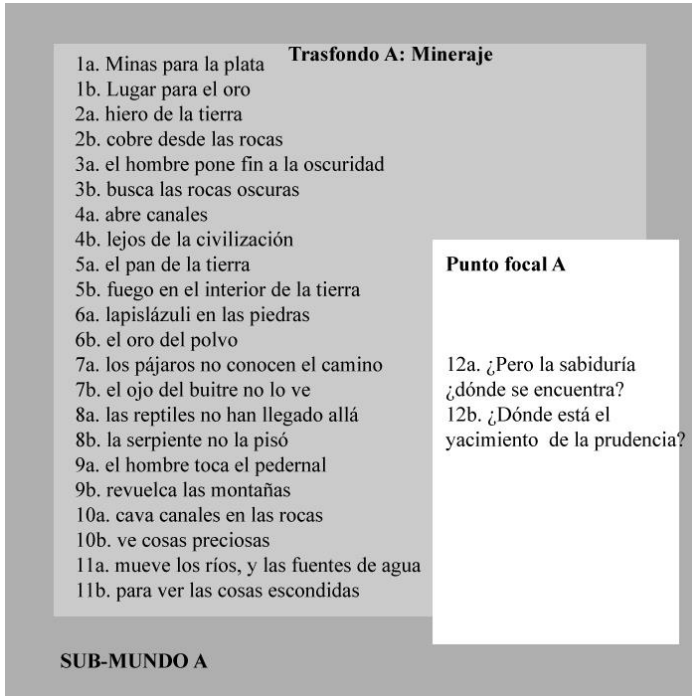 Trasfondo A: Mineraje
1a. Minas para la plata
1b. Lugar para el oro
2a. hiero de la tierra
2b. cobre desde las rocas
3a. el hombre pone fin a la oscuridad
3b. busca las rocas oscuras
4a. abre canales
4b. lejos de la civilización
5a. el pan de la tierra
5b. fuego en el interior de la tierra
6a. lapislázuli en las piedras
6b. el oro del polvo
7a. los pájaros no conocen el camino
7b. el ojo del buitre no lo ve
8a. las reptiles no han llegado allá
8b. la serpiente no la pisó
9a. el hombre toca el pedernal
9b. revuelca las montañas
10a. cava canales en las rocas
10b. ve cosas preciosas
11a. mueve los ríos, y las fuentes de agua
11b. para ver las cosas escondidas
Punto focal A
12a. ¿Pero la sabiduría
¿dónde se encuentra?
12b. ¿Dónde está el
yacimiento de la prudencia?
SUB-MUNDO A